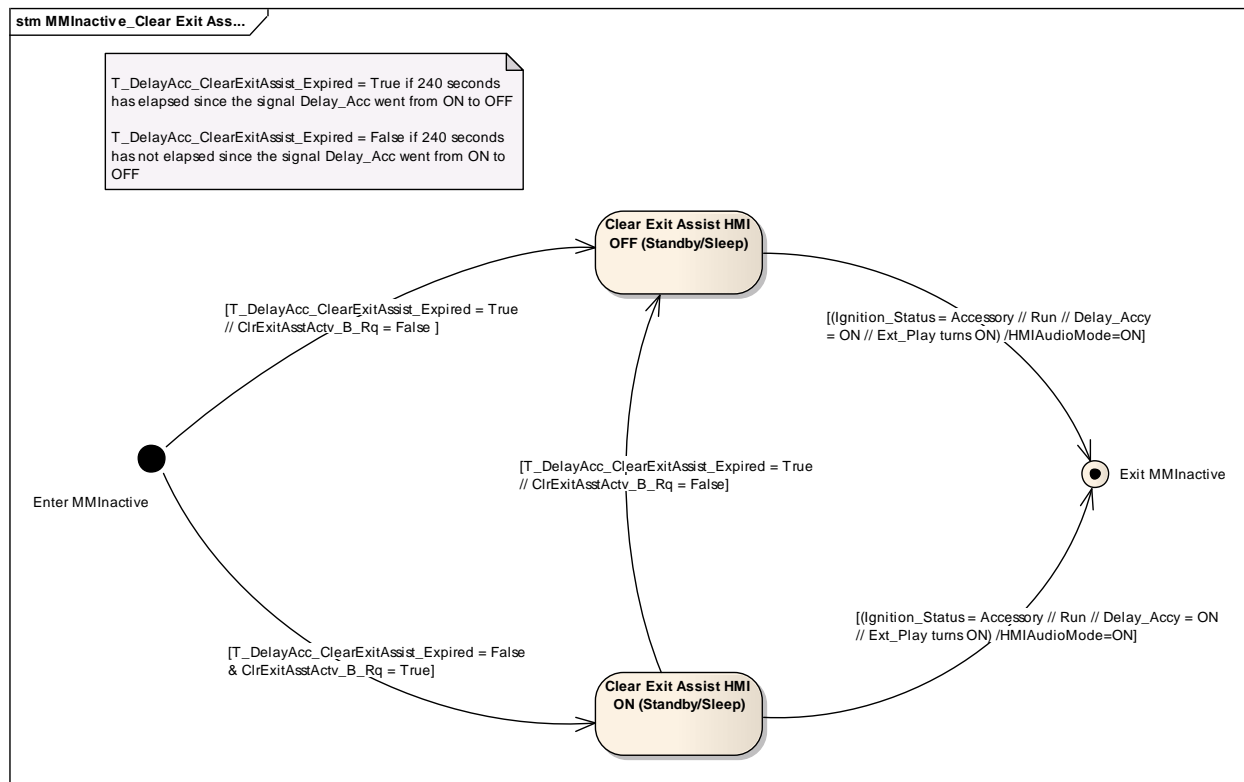 stm MMInactive_Clear Exit Ass...
T_DelayAcc_ClearExitAssist_Expired = True if 240 seconds
has elapsed since the signal Delay_Acc went from ON to OFF
T_DelayAcc_ClearExitAssist_Expired = False if 240 seconds
has not elapsed since the signal Delay_Acc went from ON to
OFF
Clear Exit Assist HMI
OFF (Standby/Sleep)
[T_DelayAcc_ClearExitAssist_Expired = True
// ClrExitAsstActv_B_Rq = False ]
[(Ignition_Status = Accessory // Run // Delay_Accy
= ON // Ext_Play turns ON) /HMIAudioMode=ON]
[T_DelayAcc_ClearExitAssist_Expired = True
// ClrExitAsstActv_B_Rq = False]
Enter MMInactive
Exit MMInactive
[(Ignition_Status = Accessory // Run // Delay_Accy = ON
// Ext_Play turns ON) /HMIAudioMode=ON]
[T_DelayAcc_ClearExitAssist_Expired = False
& ClrExitAsstActv_B_Rq = True]
Clear Exit Assist HMI
ON (Standby/Sleep)